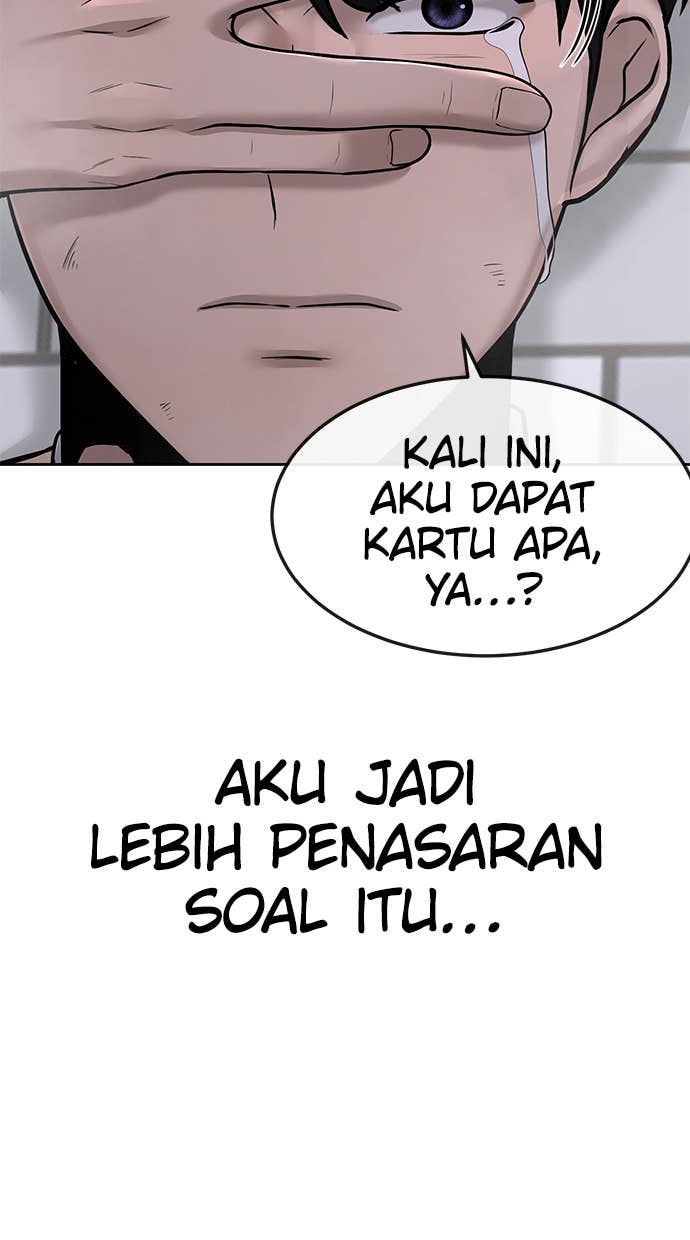 KALI INI,
AKU DAPAT
KARTU APA,
YA...?
AKU JADI
LEBIH PENASARAN
SOAL ITU...